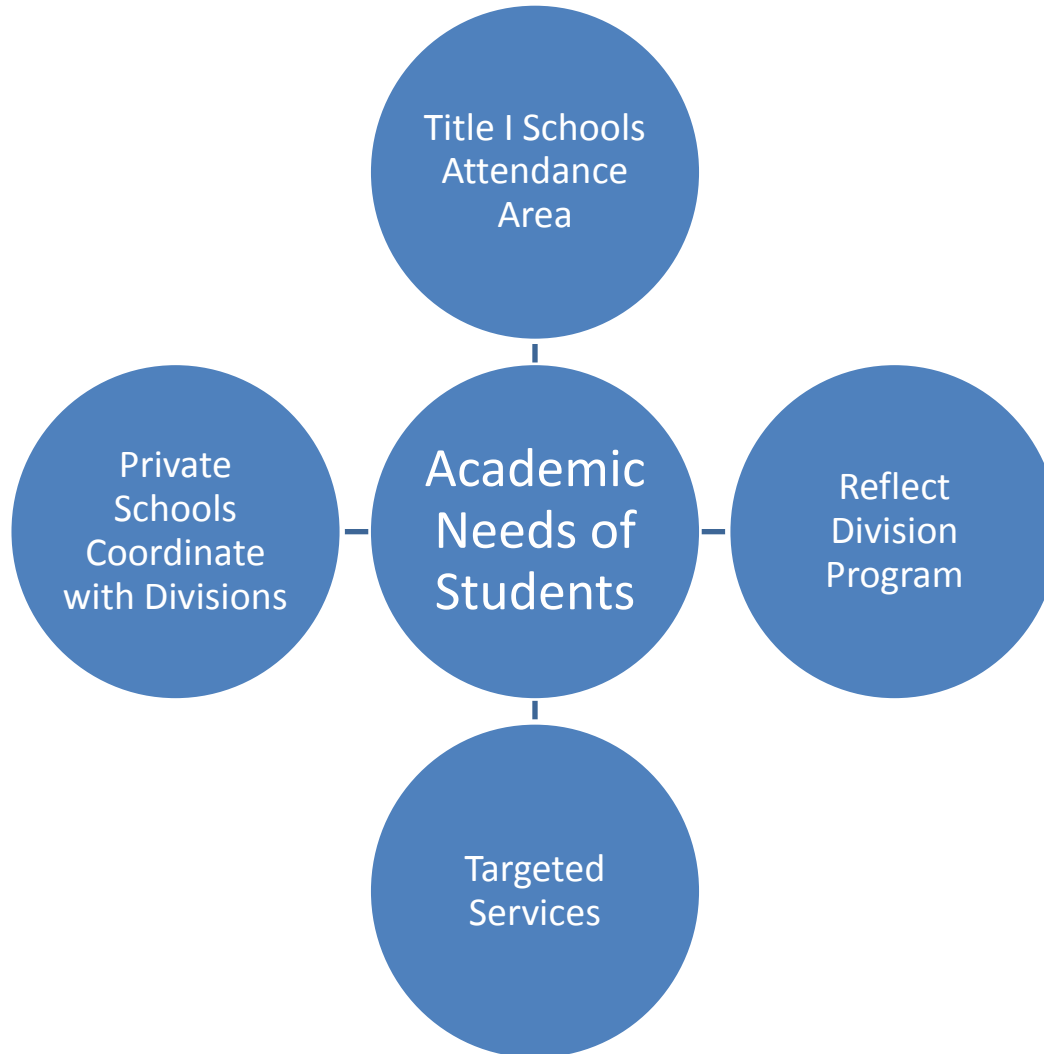 Title I Schools
Attendance
Area
Private
Schools
Coordinate
with Divisions
Academic
Needs of
Students
Reflect
Division
Program
Targeted
Services